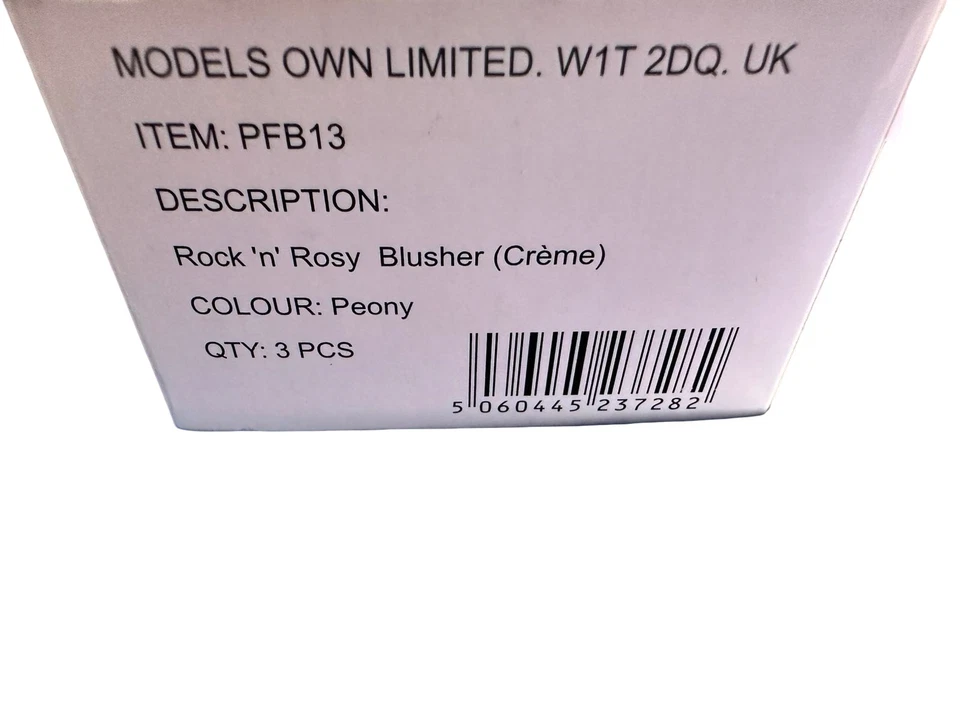 MODELS OWN LIMITED. W1T 2DQ. UK
ITEM: PFB13
DESCRIPTION:
Rock 'n' Rosy Blusher (Crème)
COLOUR: Peony
QTY: 3 PCS
5 060445 237282